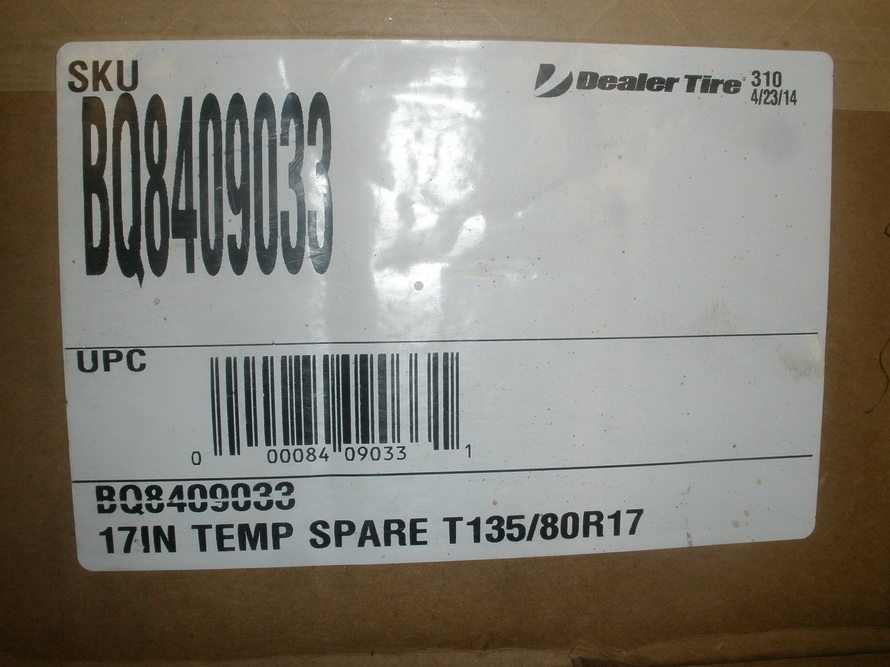 SKU
BQ8409033
Dealer Tire 310
4/23/14
UPC
0 00084 09033 1
BQ8409033
17IN TEMP SPARE T135/80R17